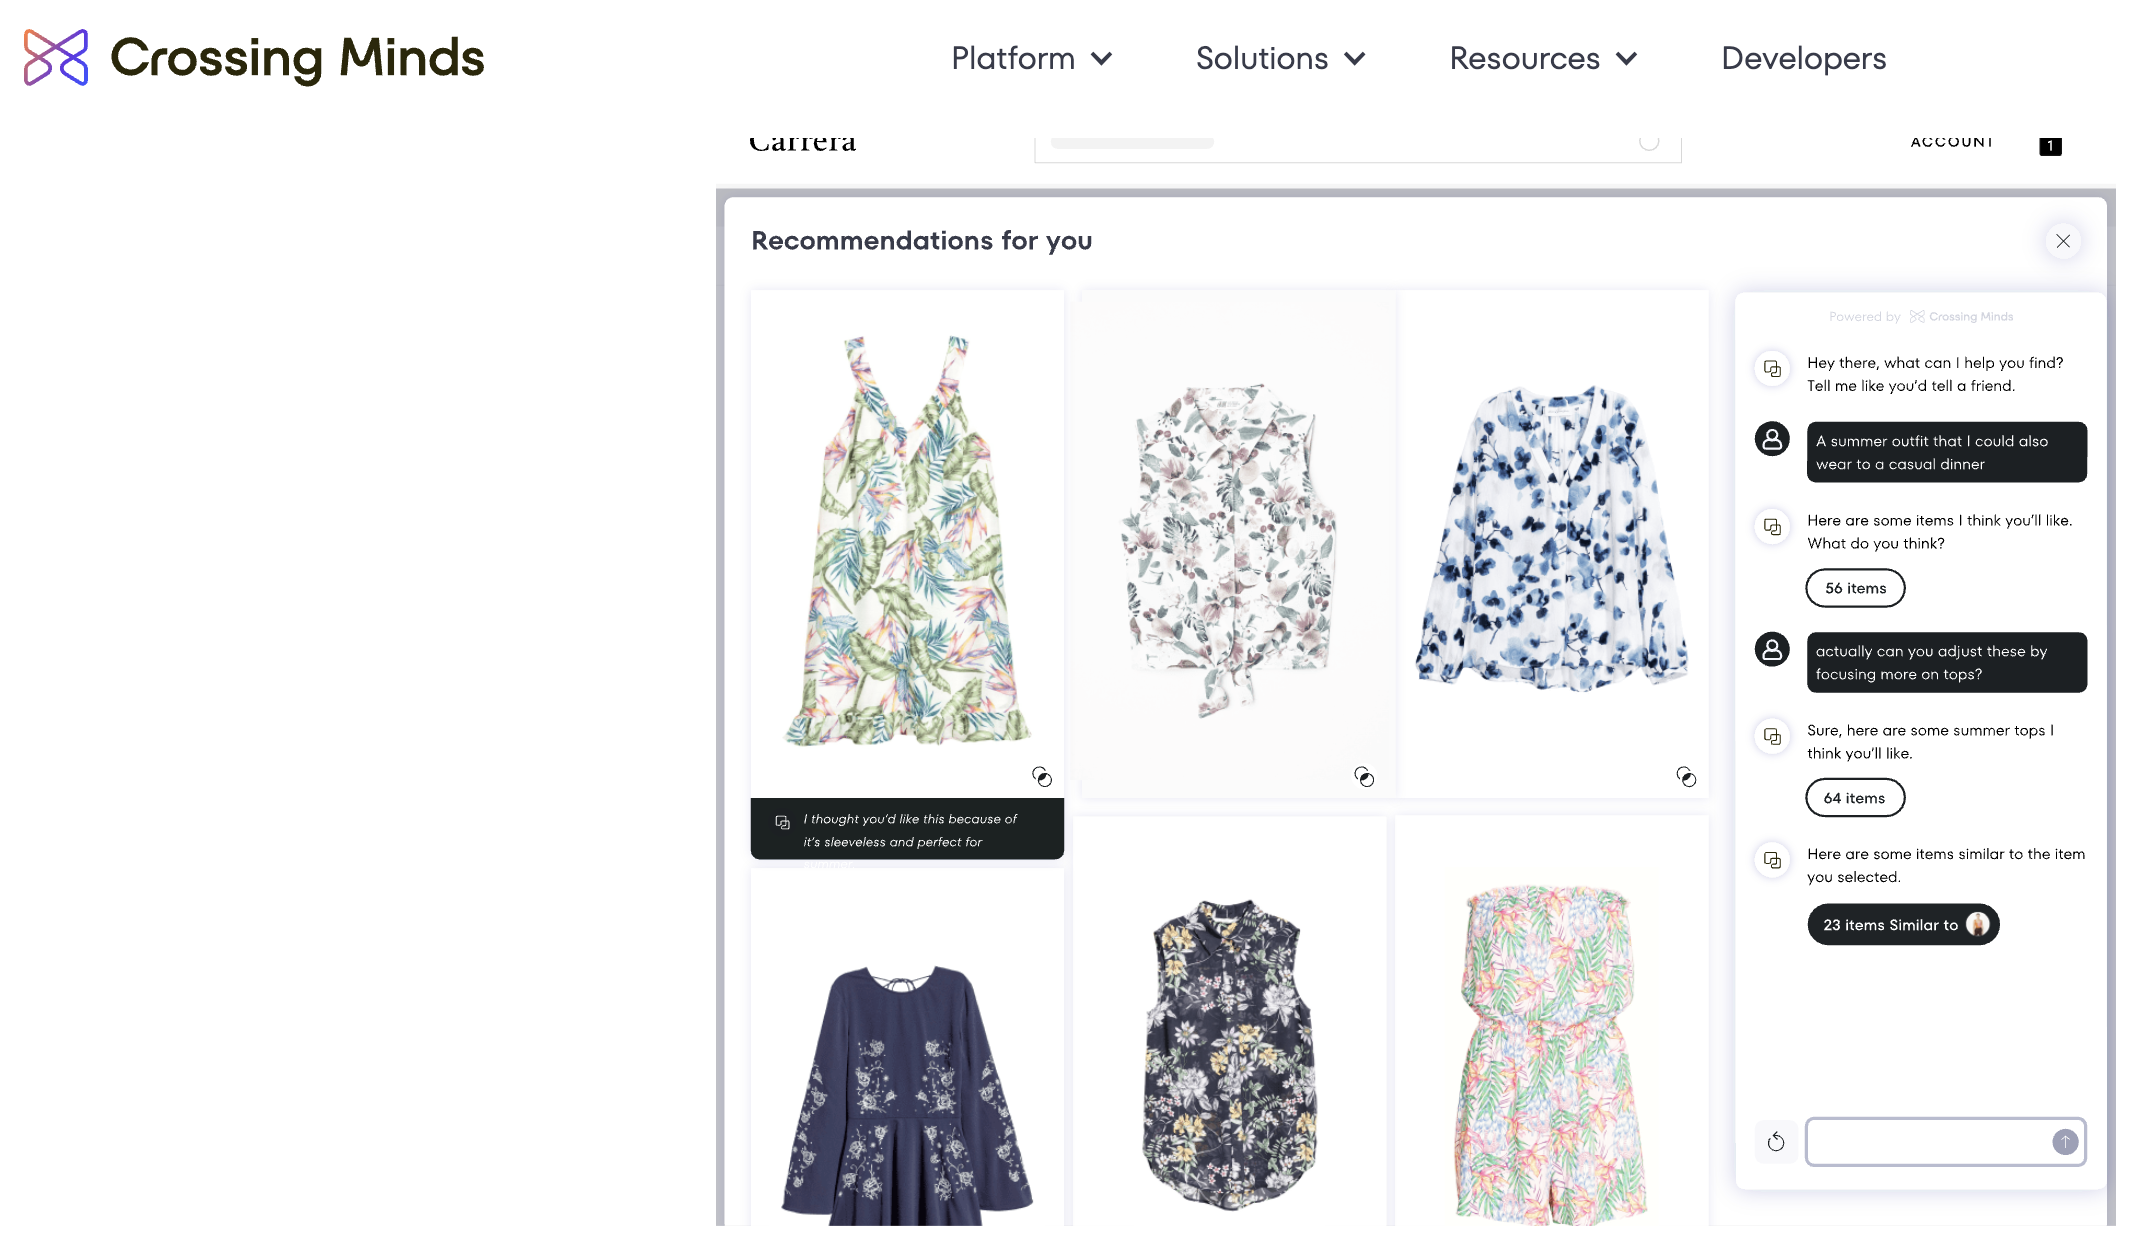 Crossing Minds
Platform
Solutions
Resources
Developers
Carrera
ACCOUNT
1
Recommendations for you
I thought you'd like this because of
it's sleeveless and perfect for
Powered by Crossing Minds
Hey there, what can I help you find?
Tell me like you'd tell a friend.
A summer outfit that I could also
wear to a casual dinner
Here are some items I think you'll like.
What do you think?
56 items
actually can you adjust these by
focusing more on tops?
Sure, here are some summer tops I
think you'll like.
64 items
Here are some items similar to the item
you selected.
23 items Similar to